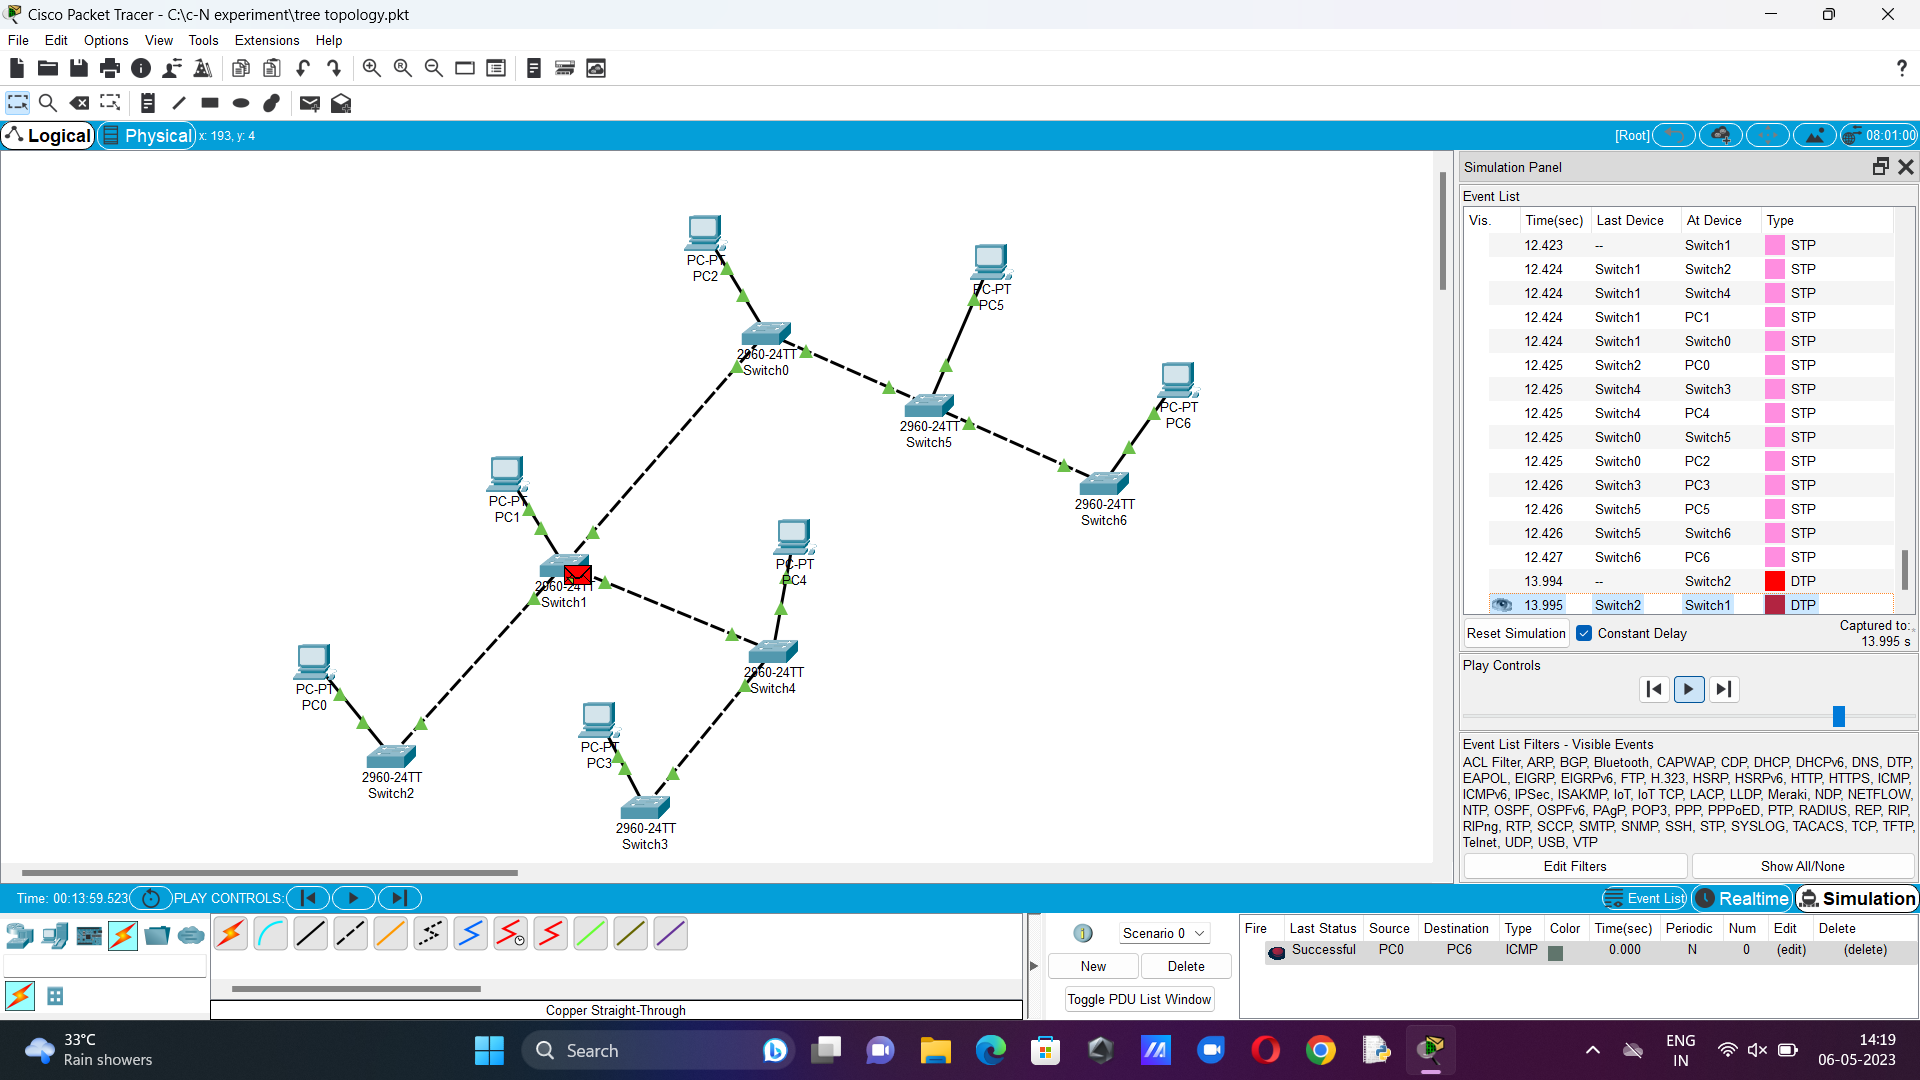 Cisco Packet Tracer - C:\c-N experiment\tree topology.pkt
File Edit Options View Tools Extensions Help
?
Logical Physical x: 193, y: 4 [Root] 08:01:00
PC-PT
PC2
PC-PT
PC5
2960-24TT
Switch0
PC-PT
PC6
2960-24TT
Switch5
PC-PT
PC1
2960-24TT
Switch6
PC-PT
PC4
2960-24TT
Switch1
2960-24TT
Switch4
PC-PT
PC0
PC-PT
PC3
2960-24TT
Switch2
2960-24TT
Switch3
Simulation Panel
Event List
Vis. Time(sec) Last Device At Device Type
12.423 -- Switch1 STP
12.424 Switch1 Switch2 STP
12.424 Switch1 Switch4 STP
12.424 Switch1 PC1 STP
12.424 Switch1 Switch0 STP
12.425 Switch2 PC0 STP
12.425 Switch4 Switch3 STP
12.425 Switch4 PC4 STP
12.425 Switch0 Switch5 STP
12.425 Switch0 PC2 STP
12.426 Switch3 PC3 STP
12.426 Switch5 PC5 STP
12.426 Switch5 Switch6 STP
12.427 Switch6 PC6 STP
13.994 -- Switch2 DTP
13.995 Switch2 Switch1 DTP
Reset Simulation Constant Delay Captured to:
13.995 s
Play Controls
Event List Filters - Visible Events
ACL Filter, ARP, BGP, Bluetooth, CAPWAP, CDP, DHCP, DHCPv6, DNS, DTP,
EAPOL, EIGRP, EIGRPv6, FTP, H.323, HSRP, HSRPv6, HTTP, HTTPS, ICMP,
ICMPv6, IPSec, ISAKMP, IoT, IoT TCP, LACP, LLDP, Meraki, NDP, NETFLOW,
NTP, OSPF, OSPFv6, PAgP, POP3, PPP, PPPoED, PTP, RADIUS, REP, RIP,
RIPng, RTP, SCCP, SMTP, SNMP, SSH, STP, SYSLOG, TACACS, TCP, TFTP,
Telnet, UDP, USB, VTP
Edit Filters Show All/None
Time: 00:13:59.523 PLAY CONTROLS: Event List Realtime Simulation
Copper Straight-Through
1 Scenario 0
New Delete
Toggle PDU List Window
Fire Last Status Source Destination Type Color Time(sec) Periodic Num Edit Delete
Successful PC0 PC6 ICMP 0.000 N 0 (edit) (delete)
33°C
Rain showers
Search
ENG
IN
14:19
06-05-2023